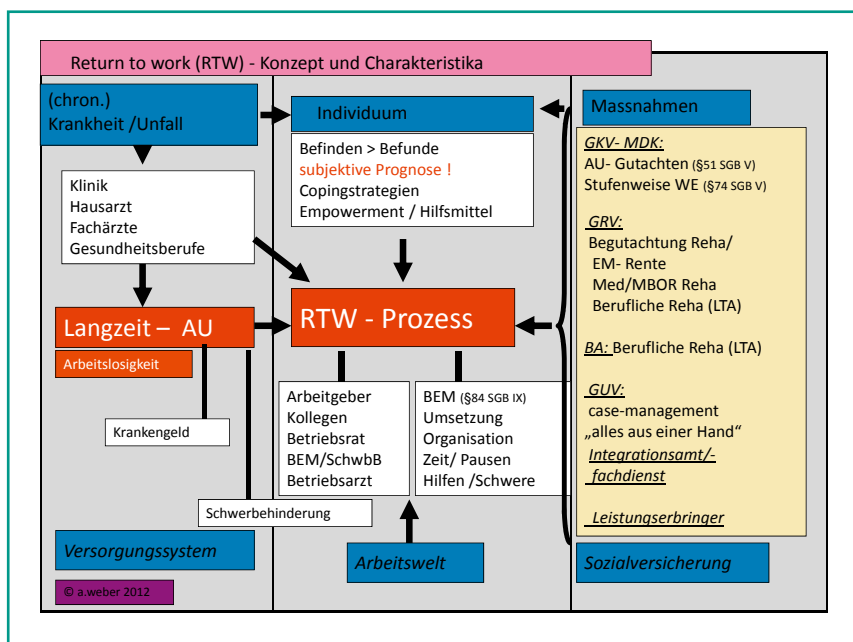 Return to work (RTW) - Konzept und Charakteristika
(chron.)
Krankheit /Unfall
Klinik
Hausarzt
Fachärzte
Gesundheitsberufe
Langzeit – AU
Arbeitslosigkeit
Krankengeld
Schwerbehinderung
Versorgungssystem
© a.weber 2012
Individuum
Befinden > Befunde
subjektive Prognose !
Copingstrategien
Empowerment / Hilfsmittel
RTW - Prozess
Arbeitgeber
Kollegen
Betriebsrat
BEM/SchwbB
Betriebsarzt
BEM (§84 SGB IX)
Umsetzung
Organisation
Zeit/ Pausen
Hilfen /Schwere
Arbeitswelt
Massnahmen
GKV- MDK:
AU- Gutachten (§51 SGB V)
Stufenweise WE (§74 SGB V)
GRV:
Begutachtung Reha/
EM- Rente
Med/MBOR Reha
Berufliche Reha (LTA)
BA: Berufliche Reha (LTA)
GUV:
case-management
„alles aus einer Hand“
Integrationsamt/-
fachdienst
Leistungserbringer
Sozialversicherung